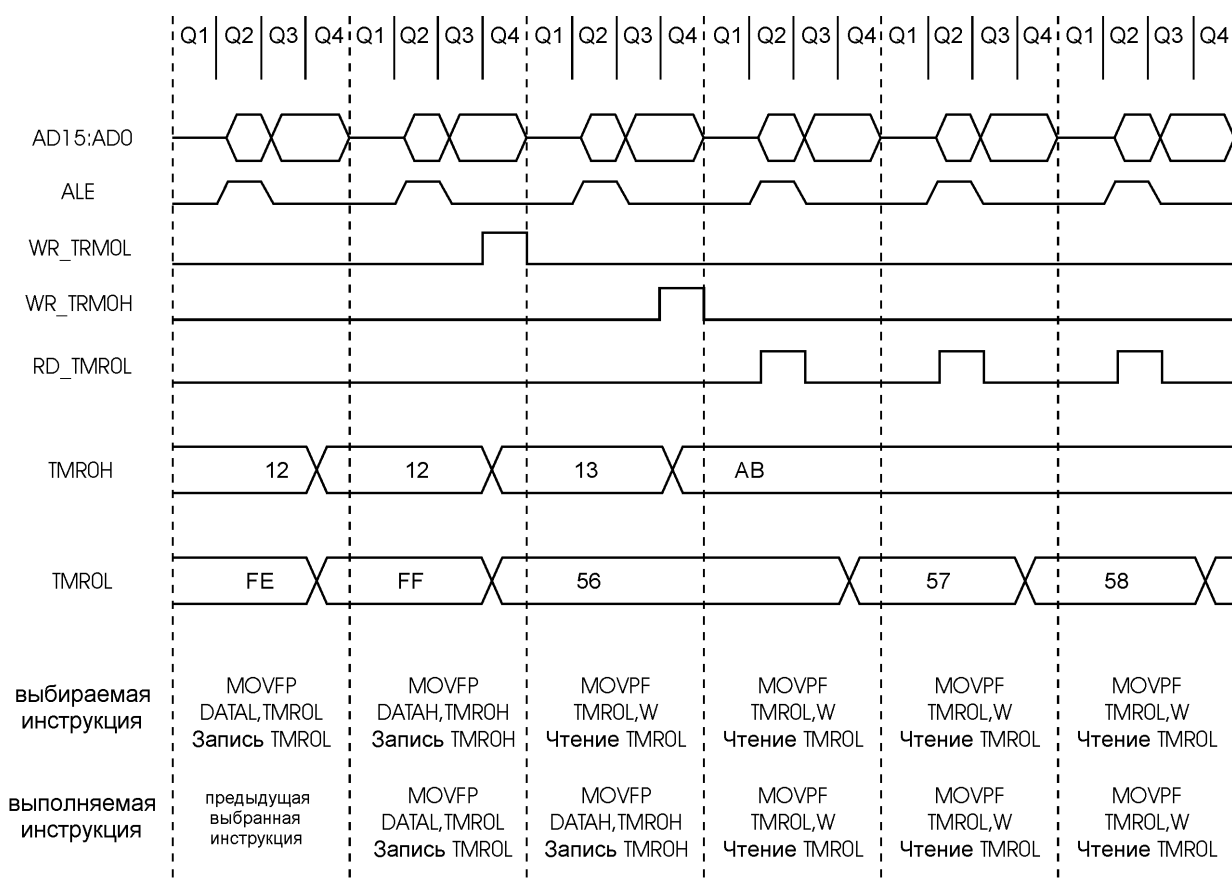 Q1 Q2 Q3 Q4 Q1 Q2 Q3 Q4 Q1 Q2 Q3 Q4 Q1 Q2 Q3 Q4 Q1 Q2 Q3 Q4 Q1 Q2 Q3 Q4
AD15:AD0
ALE
WR_TRM0L
WR_TRM0H
RD_TMR0L
TMR0H 12 12 13 AB
TMR0L FE FF 56 57 58
выбираемая
инструкция
MOVFP
DATAL,TMR0L
Запись TMR0L
MOVFP
DATAH,TMR0H
Запись TMR0H
MOVPF
TMR0L,W
Чтение TMR0L
MOVPF
TMR0L,W
Чтение TMR0L
MOVPF
TMR0L,W
Чтение TMR0L
MOVPF
TMR0L,W
Чтение TMR0L
выполняемая
инструкция
предыдущая
выбранная
инструкция
MOVFP
DATAL,TMR0L
Запись TMR0L
MOVFP
DATAH,TMR0H
Запись TMR0H
MOVPF
TMR0L,W
Чтение TMR0L
MOVPF
TMR0L,W
Чтение TMR0L
MOVPF
TMR0L,W
Чтение TMR0L